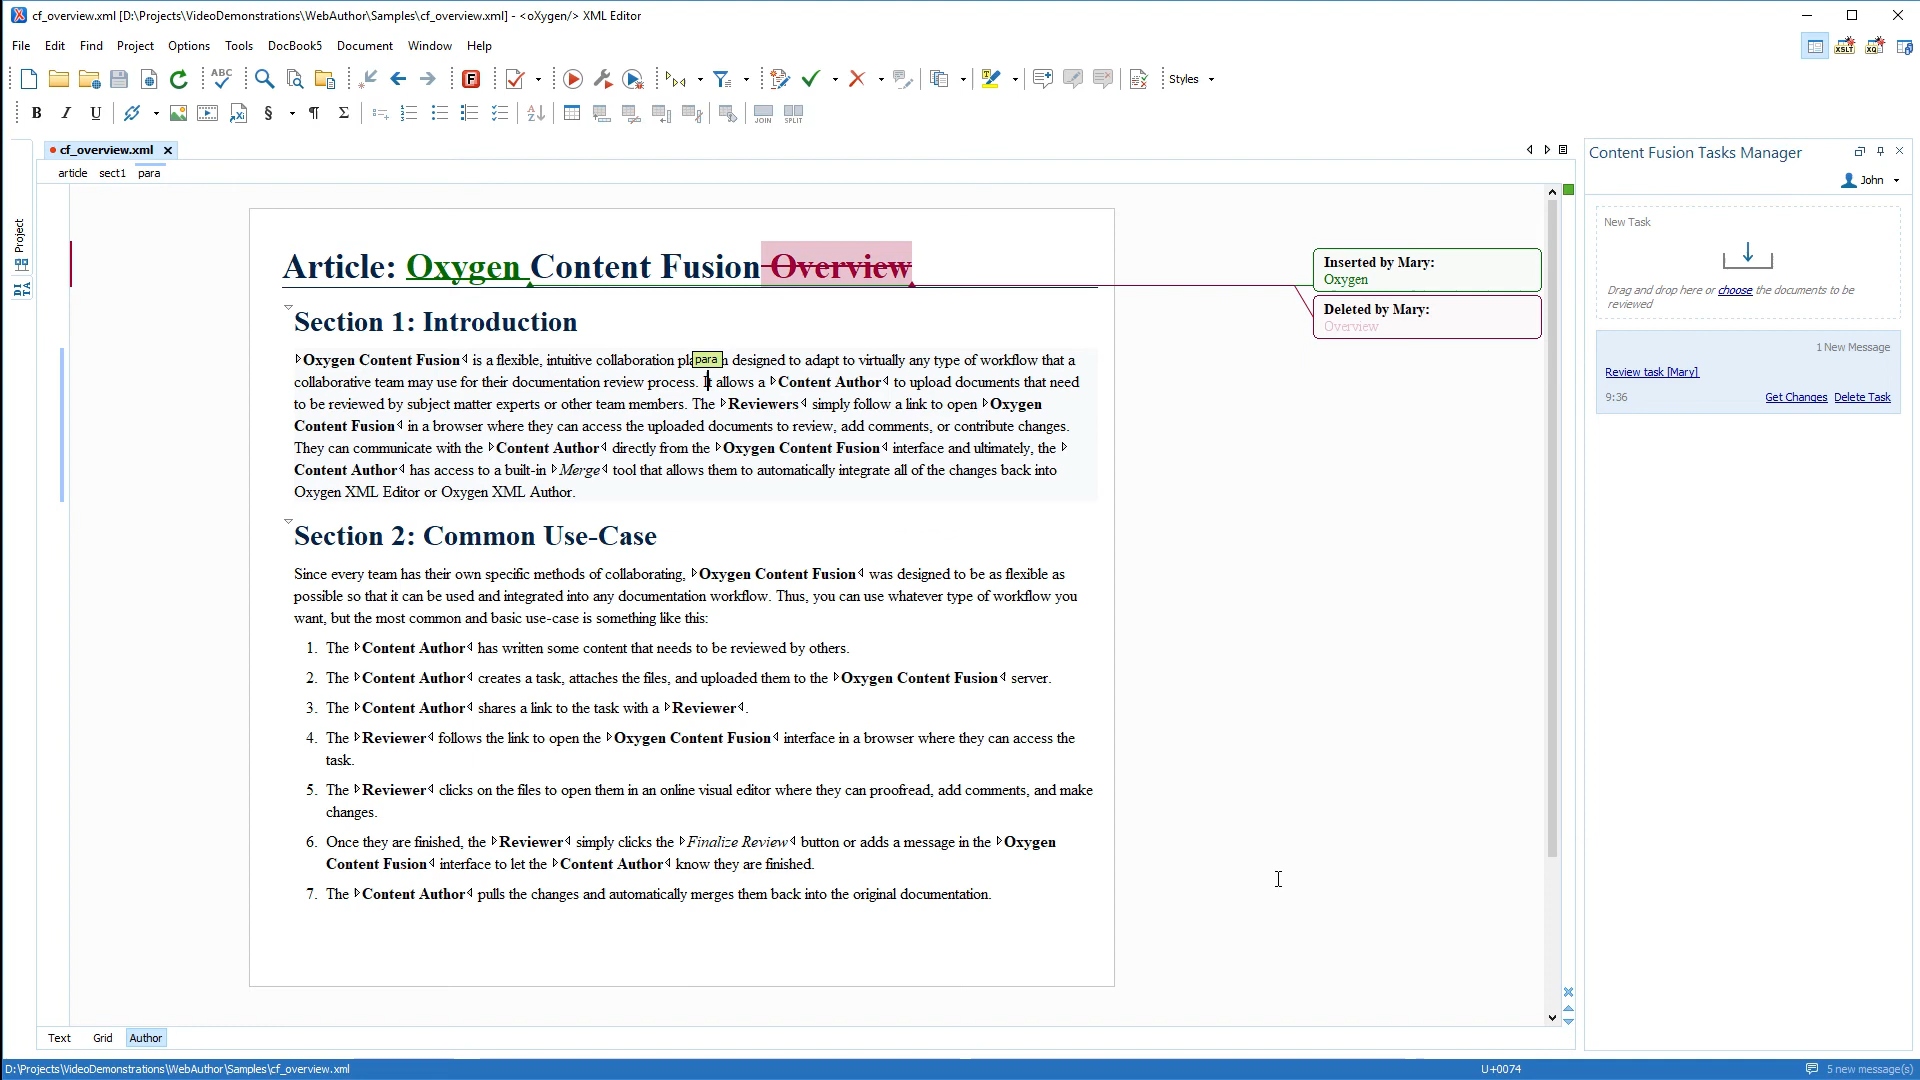 cf_overview.xml [D:\Projects\VideoDemonstrations\WebAuthor\Samples\cf_overview.xml] - <oXygen/> XML Editor
File Edit Find Project Options Tools DocBook5 Document Window Help
Styles
JOIN SPLIT
cf_overview.xml
article sect1 para
Project
DITA
Article: Oxygen Content Fusion Overview
Section 1: Introduction
para
Oxygen Content Fusion is a flexible, intuitive collaboration designed to adapt to virtually any type of workflow that a
collaborative team may use for their documentation review process. It allows a Content Author to upload documents that need
to be reviewed by subject matter experts or other team members. The Reviewers simply follow a link to open Oxygen
Content Fusion in a browser where they can access the uploaded documents to review, add comments, or contribute changes.
They can communicate with the Content Author directly from the Oxygen Content Fusion interface and ultimately, the
Content Author has access to a built-in Merge tool that allows them to automatically integrate all of the changes back into
Oxygen XML Editor or Oxygen XML Author.
Section 2: Common Use-Case
Since every team has their own specific methods of collaborating, Oxygen Content Fusion was designed to be as flexible as
possible so that it can be used and integrated into any documentation workflow. Thus, you can use whatever type of workflow you
want, but the most common and basic use-case is something like this:
1. The Content Author has written some content that needs to be reviewed by others.
2. The Content Author creates a task, attaches the files, and uploaded them to the Oxygen Content Fusion server.
3. The Content Author shares a link to the task with a Reviewer.
4. The Reviewer follows the link to open the Oxygen Content Fusion interface in a browser where they can access the
task.
5. The Reviewer clicks on the files to open them in an online visual editor where they can proofread, add comments, and make
changes.
6. Once they are finished, the Reviewer simply clicks the Finalize Review button or adds a message in the Oxygen
Content Fusion interface to let the Content Author know they are finished.
7. The Content Author pulls the changes and automatically merges them back into the original documentation.
Inserted by Mary:
Oxygen
Deleted by Mary:
Overview
Content Fusion Tasks Manager
John
New Task
Drag and drop here or choose the documents to be
reviewed
1 New Message
Review task [Mary]
9:36 Get Changes Delete Task
Text Grid Author
D:\Projects\VideoDemonstrations\WebAuthor\Samples\cf_overview.xml U+0074 5 new message(s)